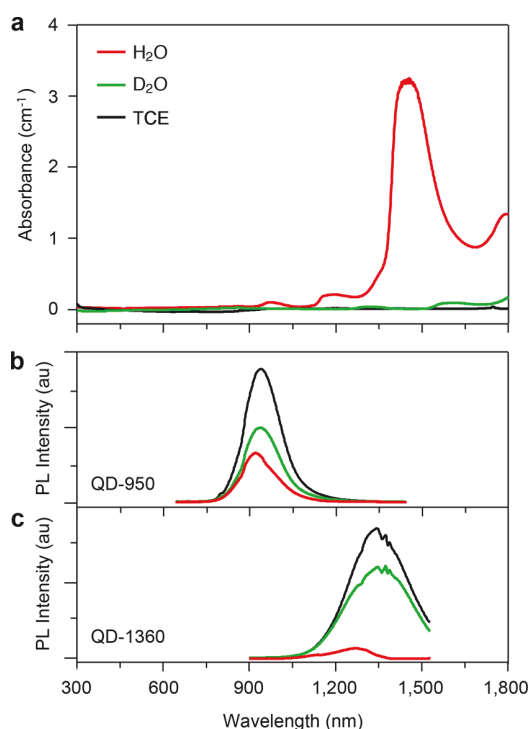 a
4
3
2
1
0
Absorbance (cm⁻¹)
H₂O
D₂O
TCE
b
PL Intensity (au)
QD-950
c
PL Intensity (au)
QD-1360
300 600 900 1,200 1,500 1,800
Wavelength (nm)